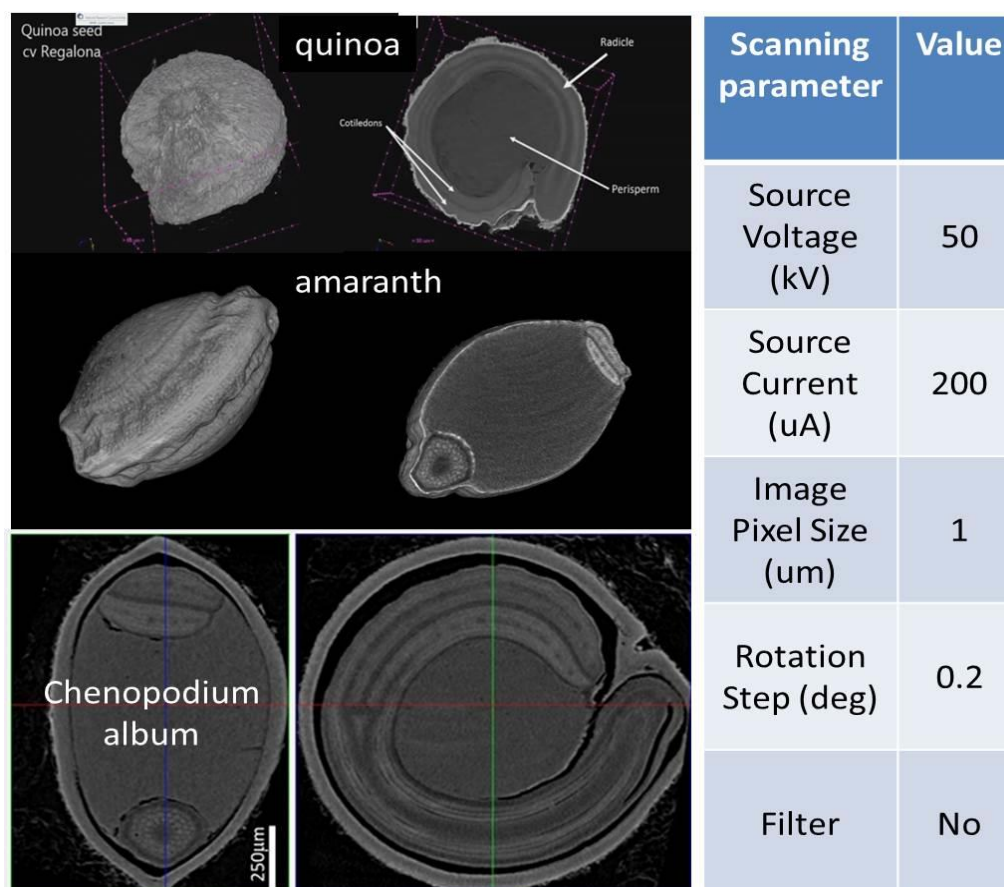 Quinoa seed
cv Regalona
quinoa
Radicle
Cotiledons
Perisperm
amaranth
Chenopodium
album
250μm
Scanning
parameter
Value
Source
Voltage
(kV)
50
Source
Current
(uA)
200
Image
Pixel Size
(um)
1
Rotation
Step (deg)
0.2
Filter
No